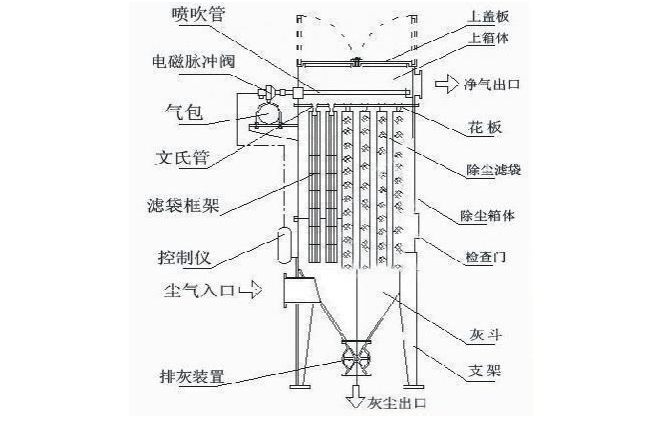 喷吹管
上盖板
上箱体
电磁脉冲阀
净气出口
气包
花板
文氏管
除尘滤袋
滤袋框架
除尘箱体
控制仪
检查门
尘气入口
灰斗
排灰装置
支架
灰尘出口